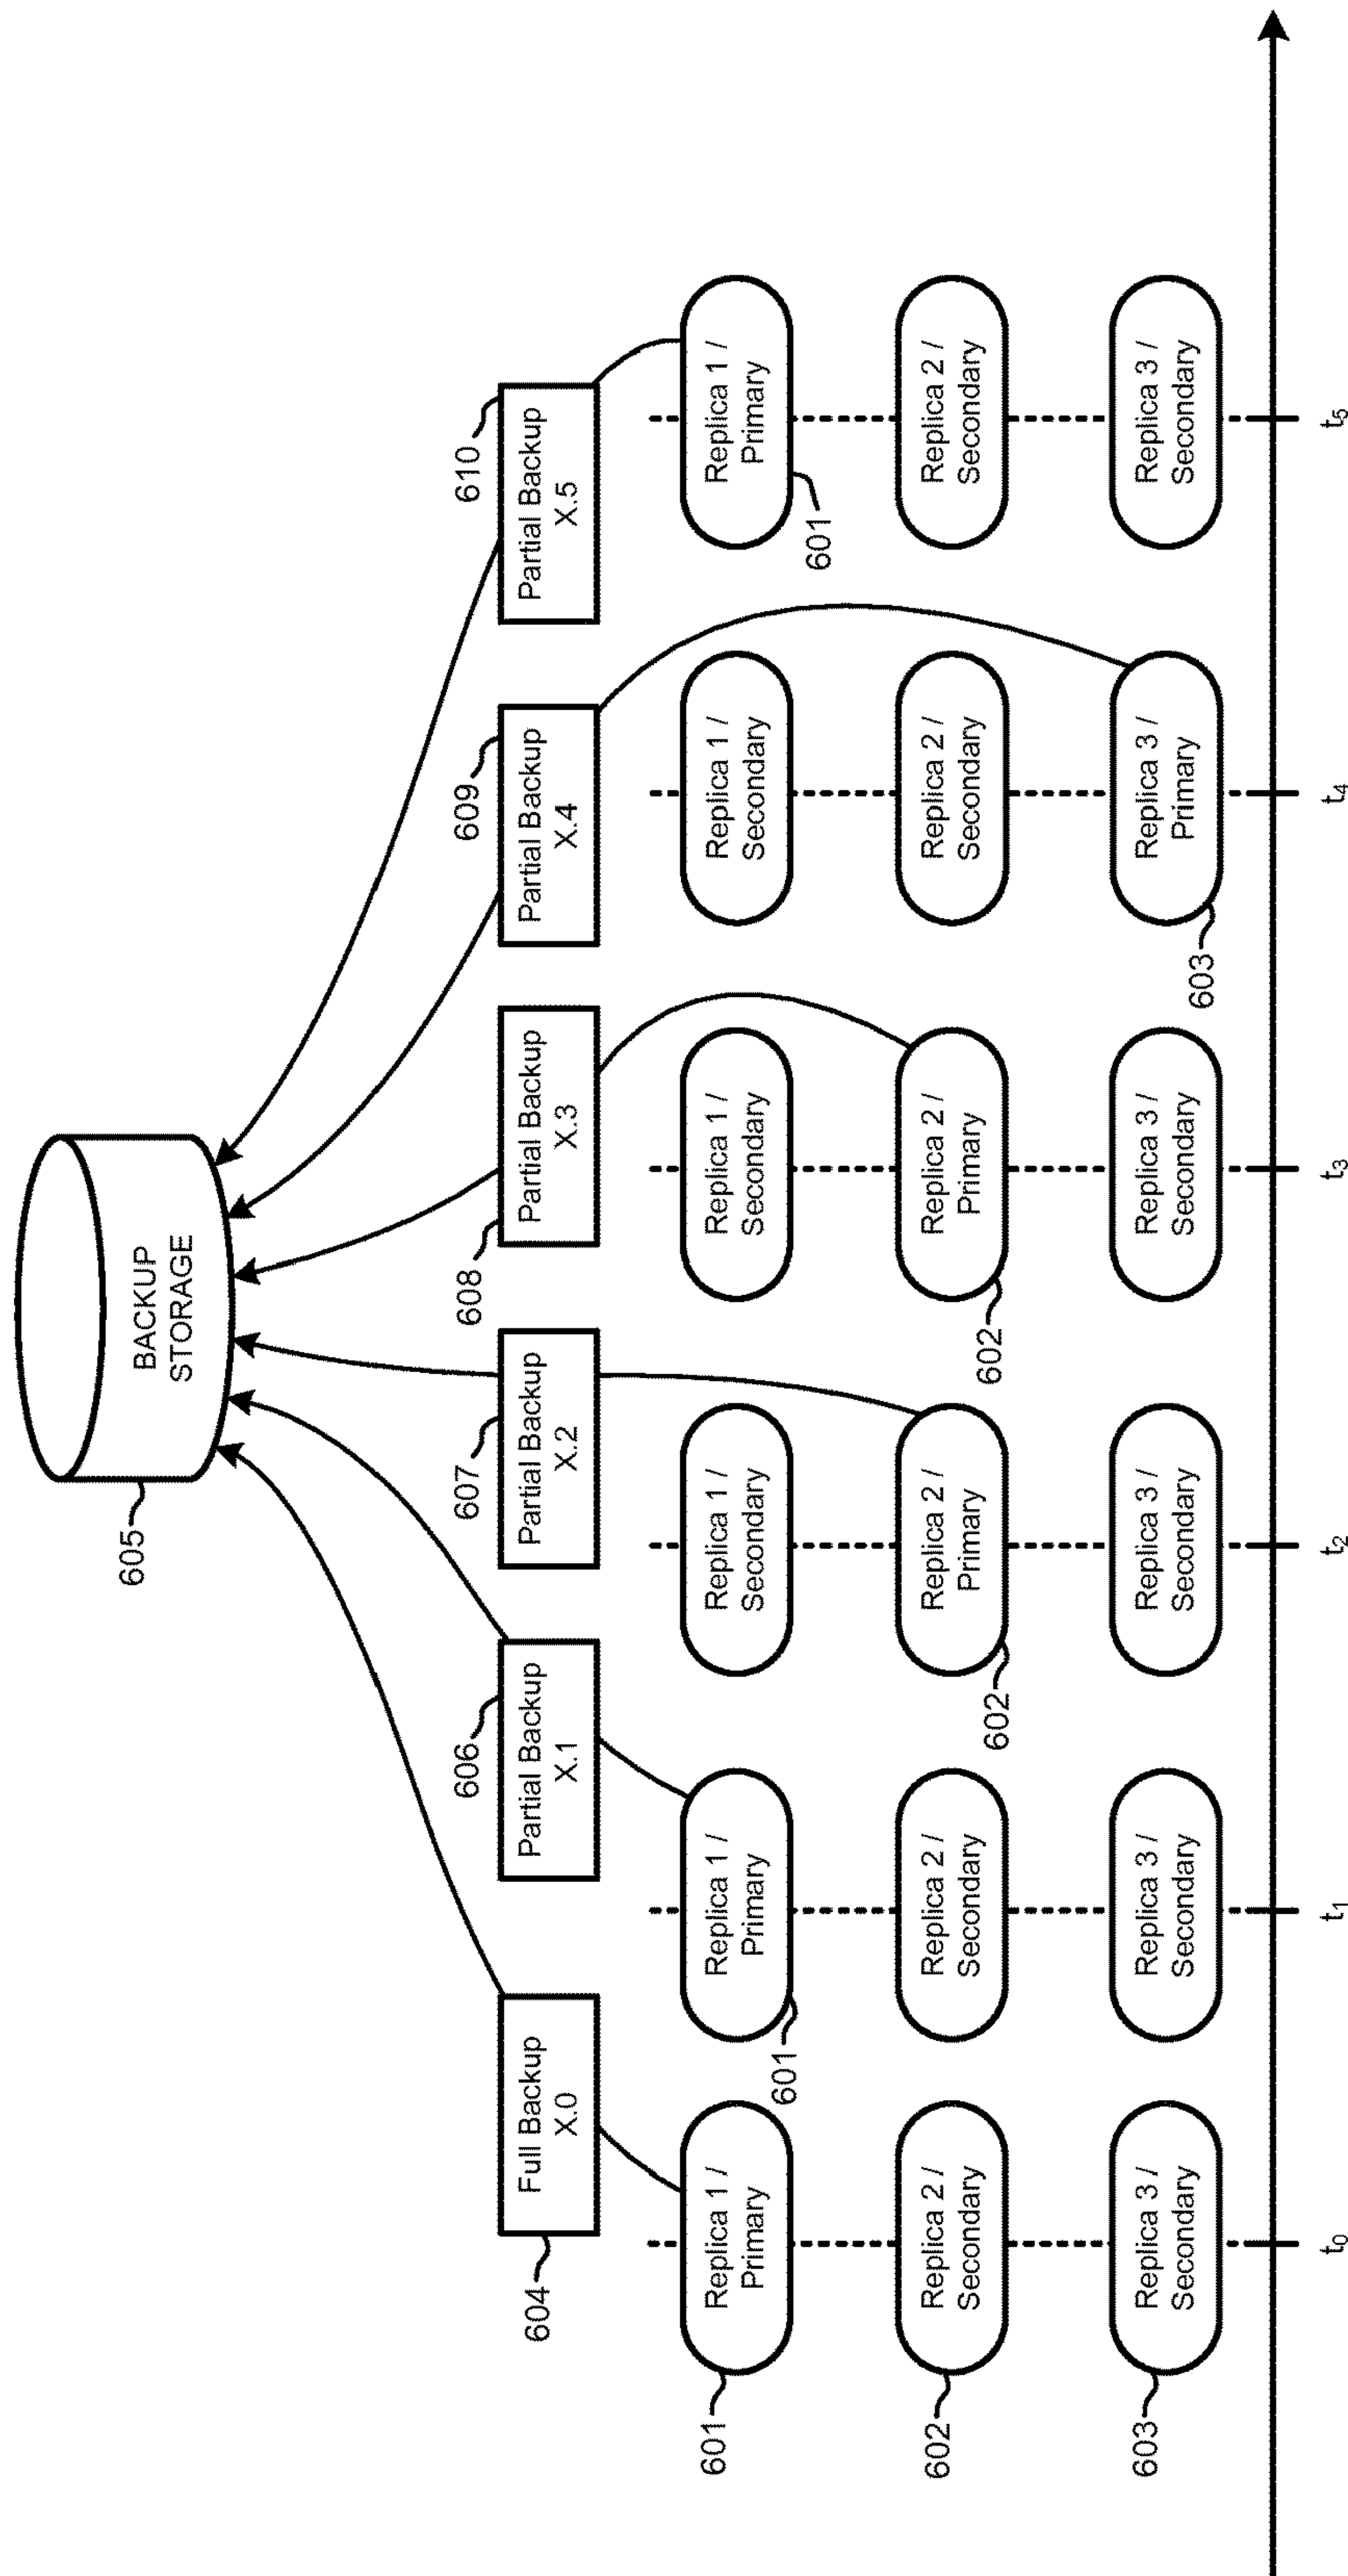 BACKUP
STORAGE
605
604
Full Backup
X.0
606
Partial Backup
X.1
607
Partial Backup
X.2
608
Partial Backup
X.3
609
Partial Backup
X.4
610
Partial Backup
X.5
601
Replica 1 /
Primary
601
Replica 1 /
Primary
Replica 1 /
Secondary
Replica 1 /
Secondary
Replica 1 /
Secondary
Replica 1 /
Primary
601
602
Replica 2 /
Secondary
Replica 2 /
Secondary
602
Replica 2 /
Primary
602
Replica 2 /
Primary
Replica 2 /
Secondary
Replica 2 /
Secondary
603
Replica 3 /
Secondary
Replica 3 /
Secondary
Replica 3 /
Secondary
Replica 3 /
Secondary
603
Replica 3 /
Primary
Replica 3 /
Secondary
t₀
t₁
t₂
t₃
t₄
t₅